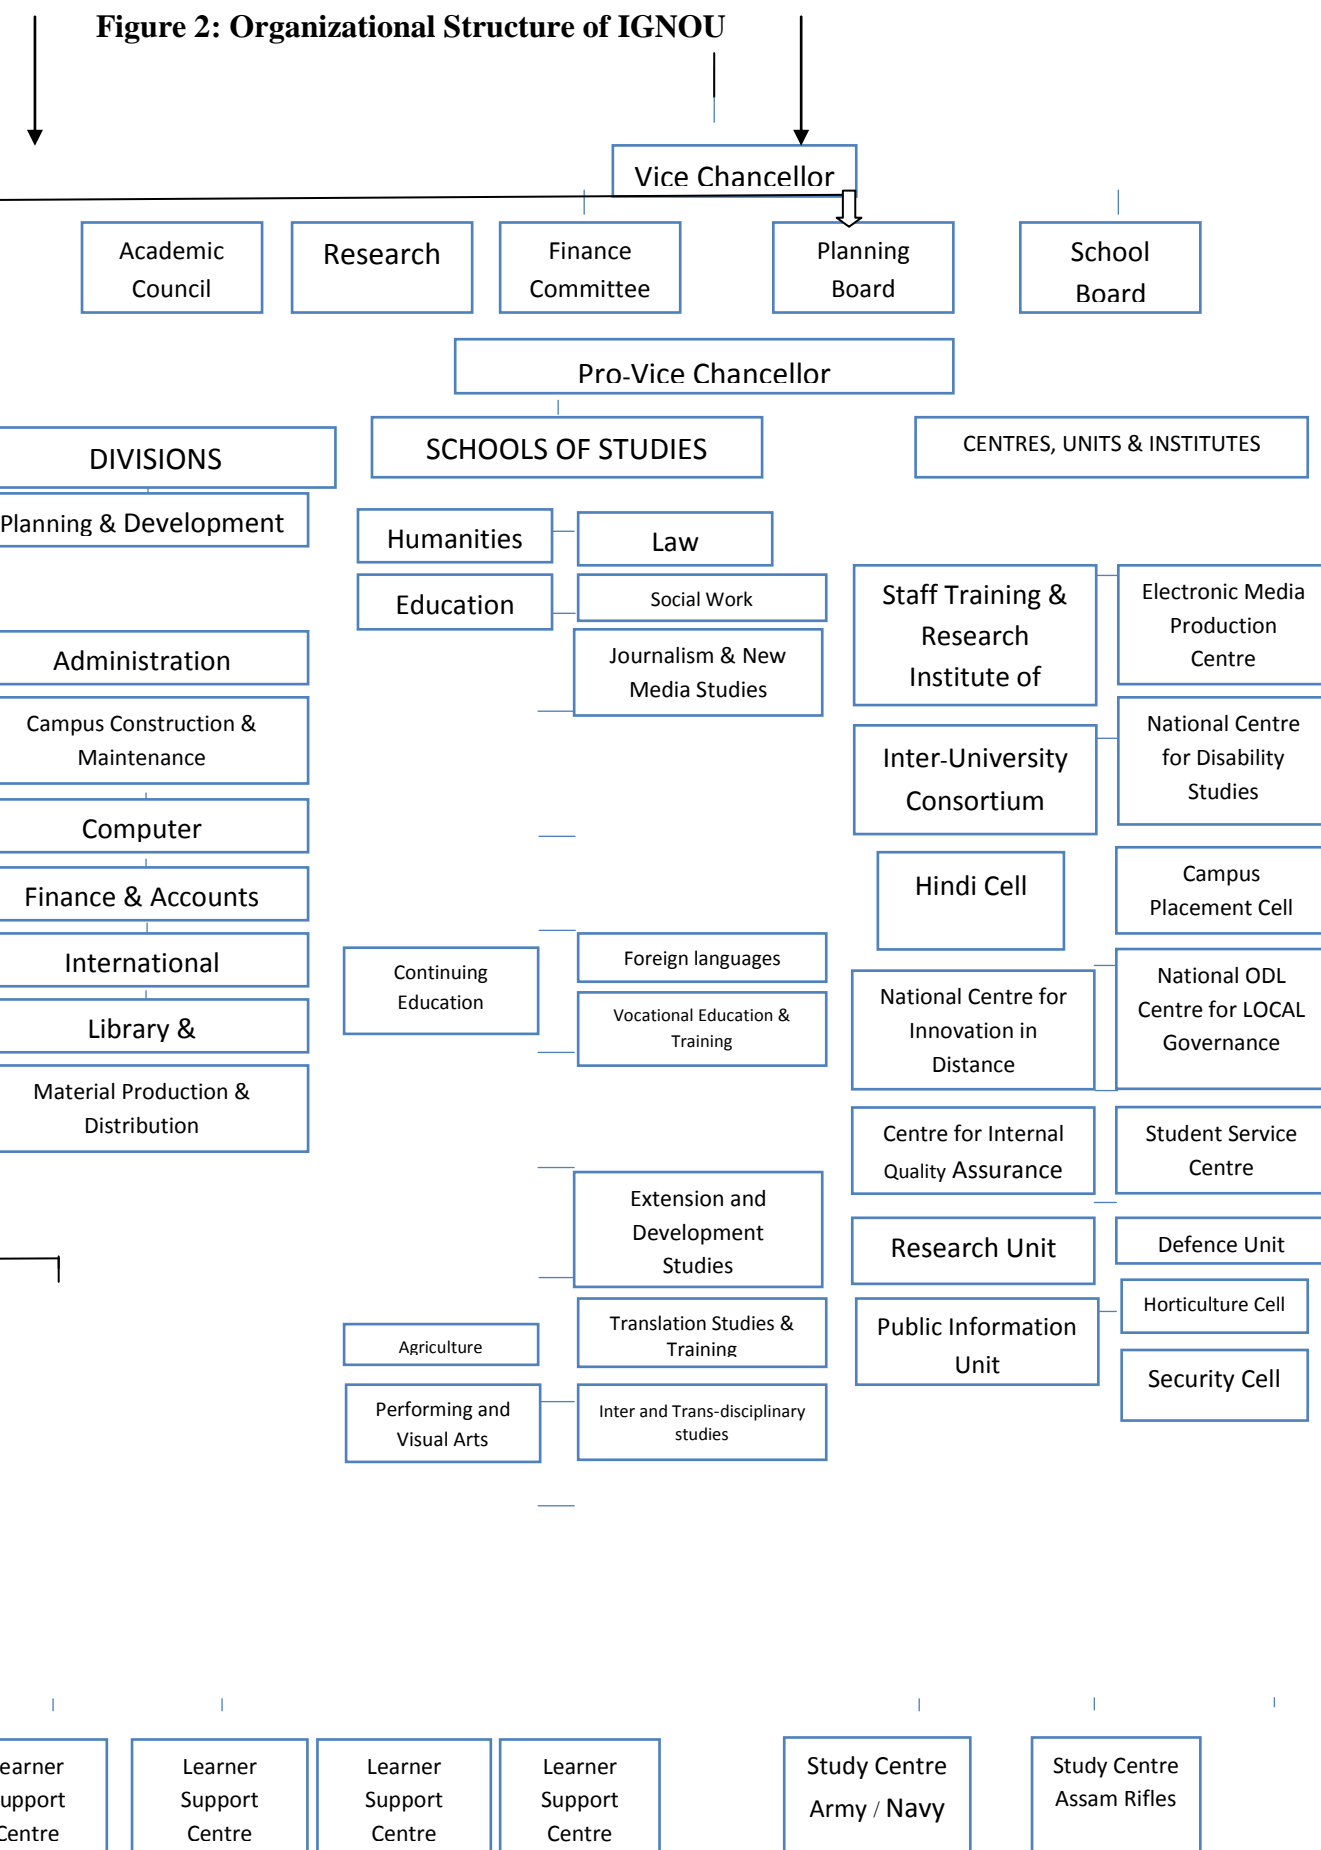 Figure 2: Organizational Structure of IGNOU
Vice Chancellor
Academic
Council
Research
Finance
Committee
Planning
Board
School
Board
Pro-Vice Chancellor
DIVISIONS
SCHOOLS OF STUDIES
CENTRES, UNITS & INSTITUTES
Planning & Development
Administration
Campus Construction &
Maintenance
Computer
Finance & Accounts
International
Library &
Material Production &
Distribution
Humanities
Law
Education
Social Work
Journalism & New
Media Studies
Continuing
Education
Foreign languages
Vocational Education &
Training
Extension and
Development
Studies
Agriculture
Translation Studies &
Training
Performing and
Visual Arts
Inter and Trans-disciplinary
studies
Staff Training &
Research
Institute of
Electronic Media
Production
Centre
Inter-University
Consortium
National Centre
for Disability
Studies
Hindi Cell
Campus
Placement Cell
National Centre for
Innovation in
Distance
National ODL
Centre for LOCAL
Governance
Centre for Internal
Quality Assurance
Student Service
Centre
Research Unit
Defence Unit
Public Information
Unit
Horticulture Cell
Security Cell
earner
upport
Centre
Learner
Support
Centre
Learner
Support
Centre
Learner
Support
Centre
Study Centre
Army / Navy
Study Centre
Assam Rifles